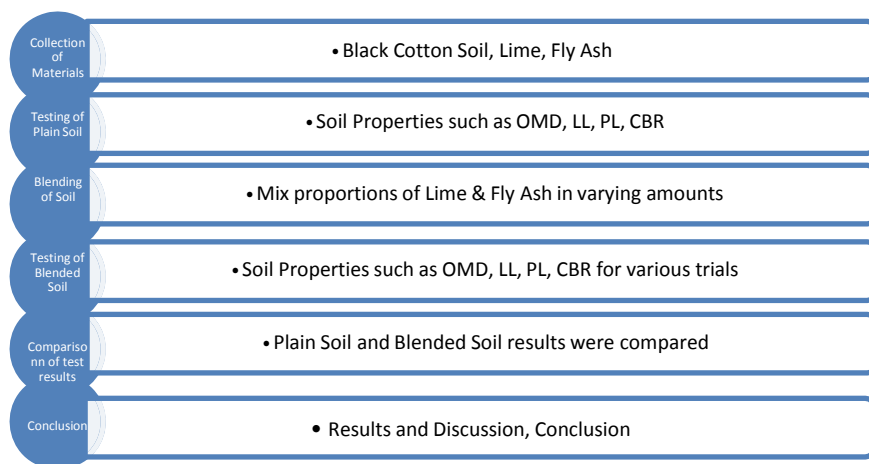 Collection
of
Materials
• Black Cotton Soil, Lime, Fly Ash
Testing of
Plain Soil
• Soil Properties such as OMD, LL, PL, CBR
Blending
of Soil
• Mix proportions of Lime & Fly Ash in varying amounts
Testing of
Blended
Soil
• Soil Properties such as OMD, LL, PL, CBR for various trials
Compariso
nn of test
results
• Plain Soil and Blended Soil results were compared
Conclusion
• Results and Discussion, Conclusion